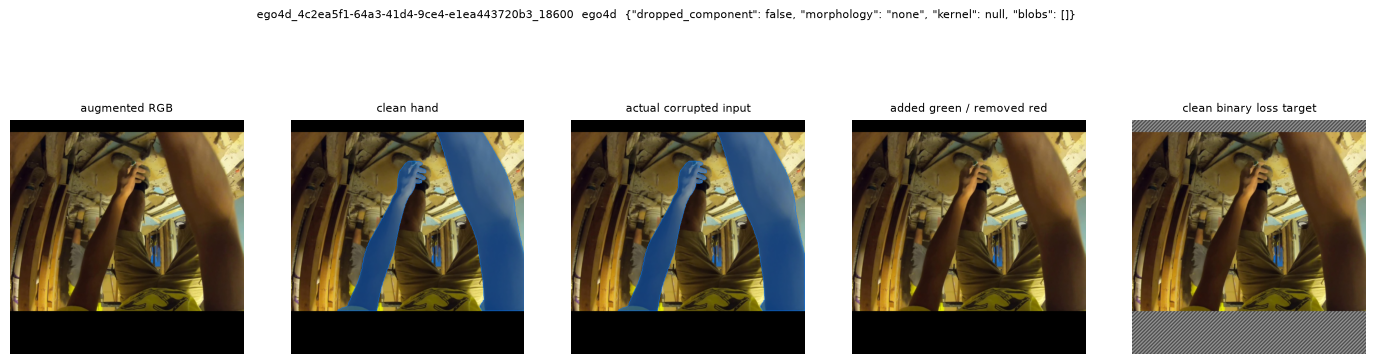 ego4d_4c2ea5f1-64a3-41d4-9ce4-e1ea443720b3_18600  ego4d  {"dropped_component": false, "morphology": "none", "kernel": null, "blobs": []}
augmented RGB
clean hand
actual corrupted input
added green / removed red
clean binary loss target